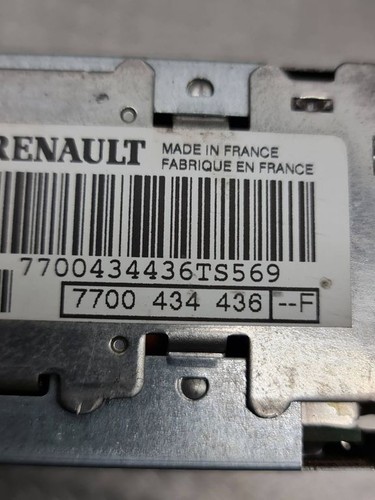 RENAULT
MADE IN FRANCE
FABRIQUE EN FRANCE
7700434436TS569
7700 434 436 --F